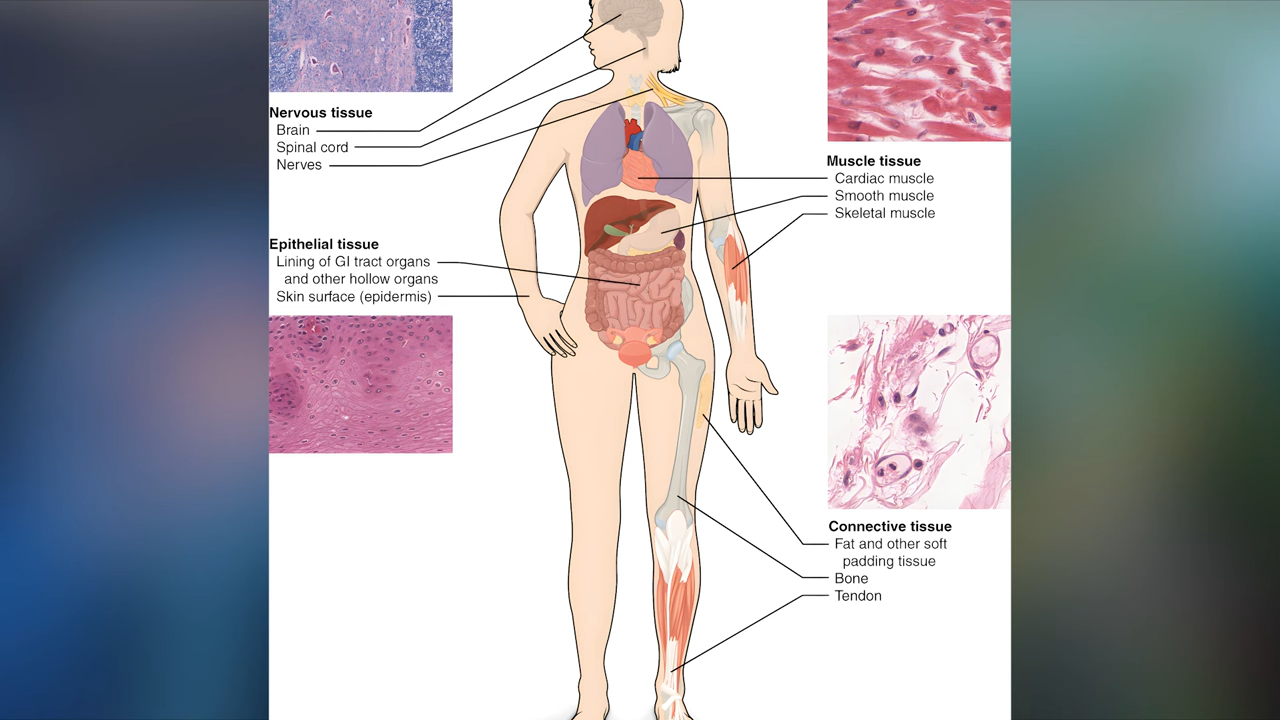 Nervous tissue
Brain
Spinal cord
Nerves
Epithelial tissue
Lining of GI tract organs
and other hollow organs
Skin surface (epidermis)
Muscle tissue
Cardiac muscle
Smooth muscle
Skeletal muscle
Connective tissue
Fat and other soft
padding tissue
Bone
Tendon